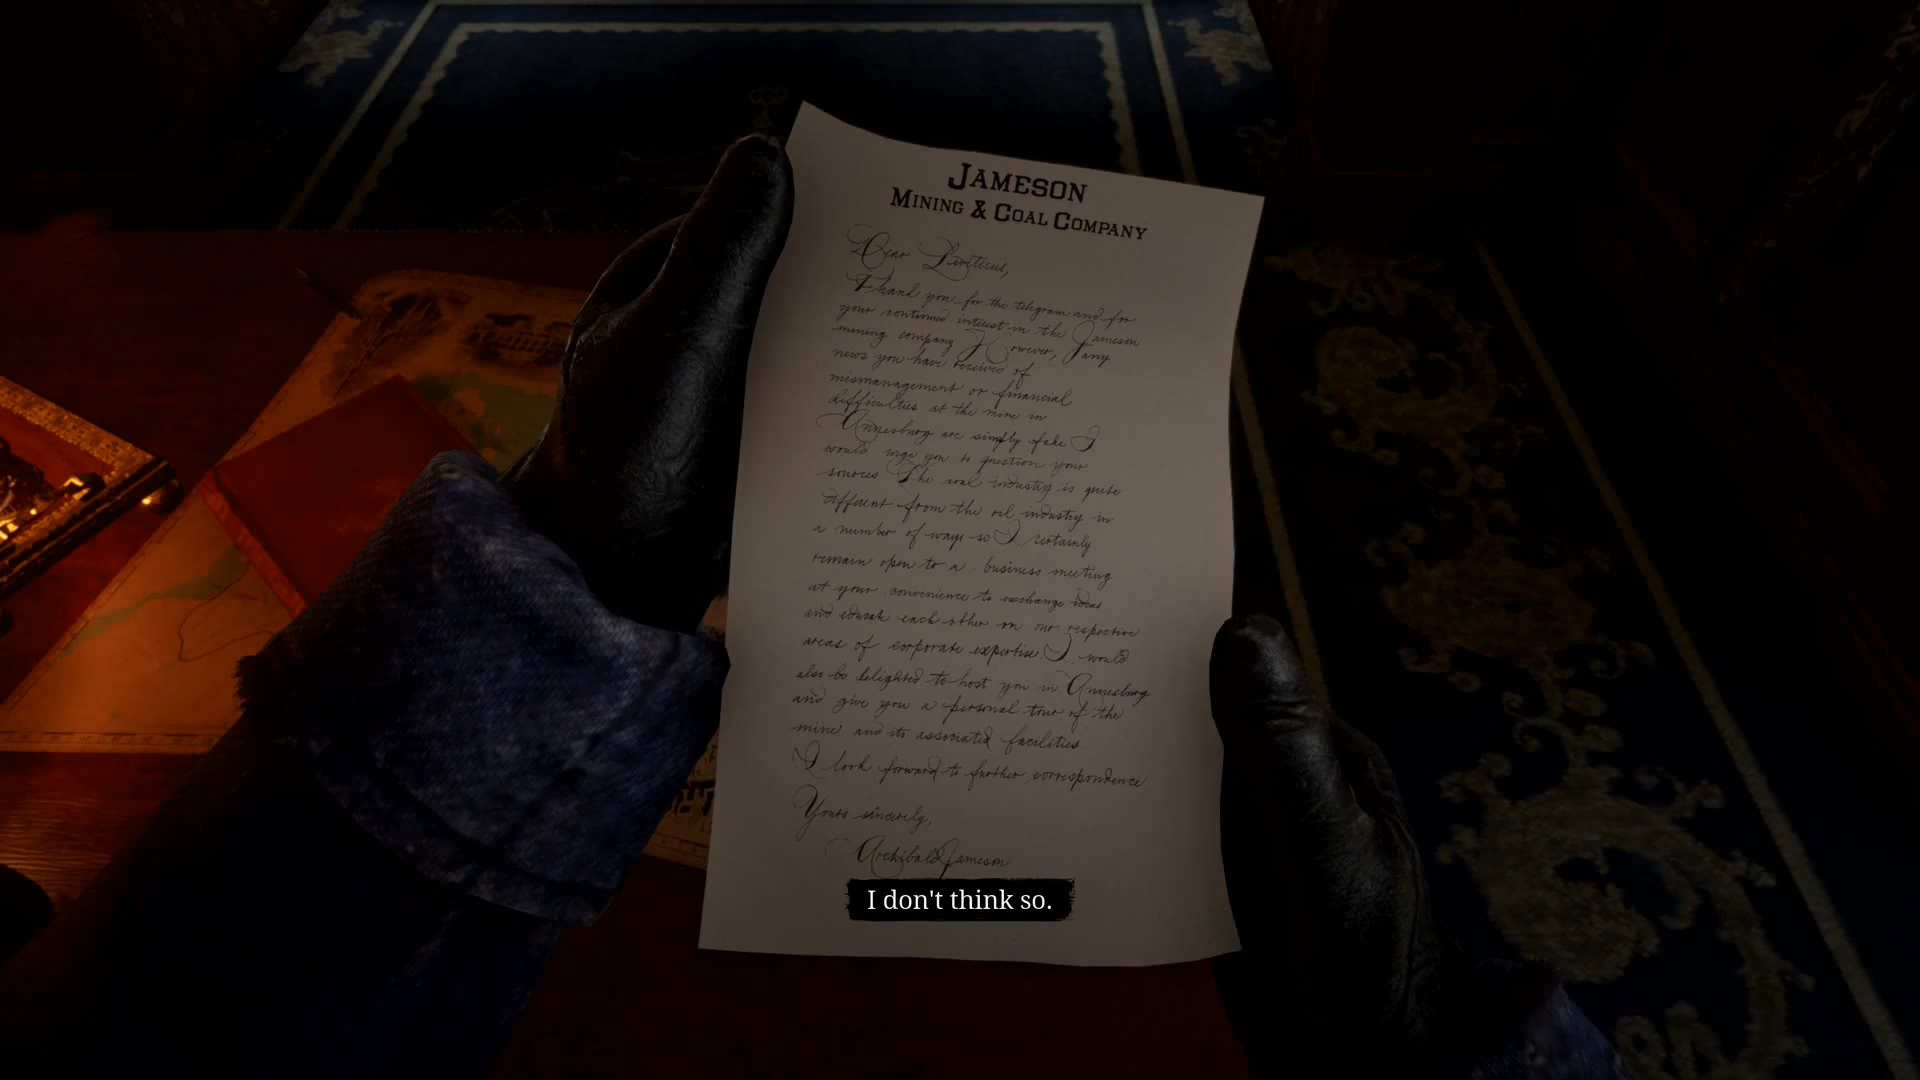 JAMESON
MINING & COAL COMPANY
Dear Leviticus,
Thank you for the telegram and for
your continued interest in the Jameson
mining company However, I any
news you have received of
mismanagement or financial
difficulties at the mine in
Annesburg are simply fake I
would urge you to question your
sources The coal industry is quite
different from the oil industry in
a number of ways so I certainly
remain open to a business meeting
at your convenience to exchange ideas
and educate each other on our respective
areas of corporate expertise I would
also be delighted to host you in Annesburg
and give you a personal tour of the
mine and its associated facilities
I look forward to further correspondence
Yours sincerely,
Archibald Jameson
I don't think so.